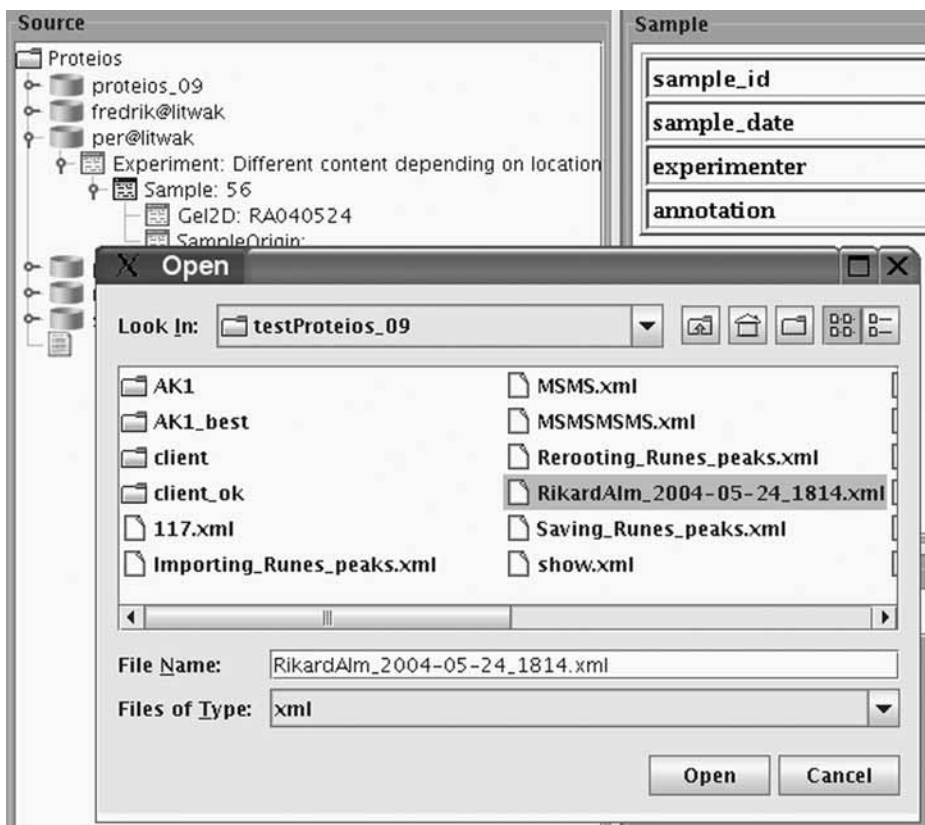 Source
Proteios
proteios_09
fredrik@litwak
per@litwak
Experiment: Different content depending on location
Sample: 56
Gel2D: RA040524
SampleOrigin:
Sample
sample_id
sample_date
experimenter
annotation
X Open
Look In: testProteios_09
AK1
AK1_best
client
client_ok
117.xml
Importing_Runes_peaks.xml
MSMS.xml
MSMSMSMS.xml
Rerooting_Runes_peaks.xml
RikardAlm_2004-05-24_1814.xml
Saving_Runes_peaks.xml
show.xml
File Name: RikardAlm_2004-05-24_1814.xml
Files of Type: xml
Open Cancel